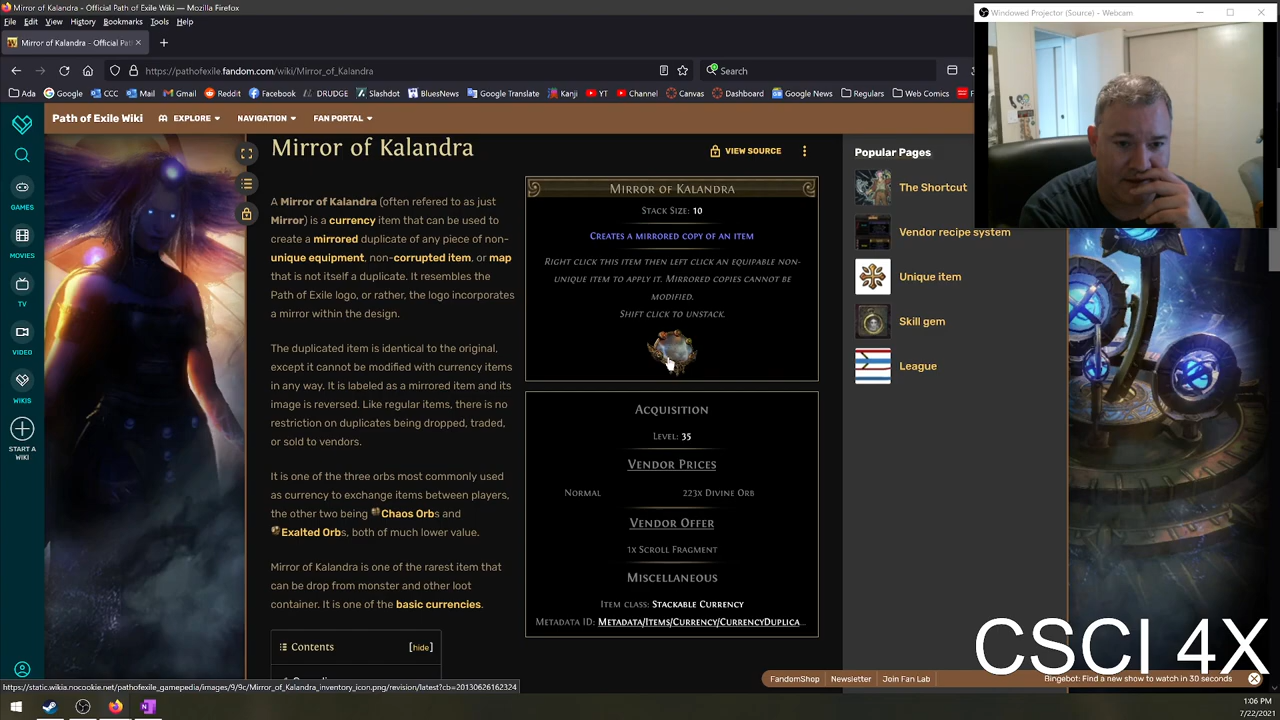 Mirror of Kalandra - Official Path of Exile Wiki — Mozilla Firefox
File Edit View History Bookmarks Tools Help
Mirror of Kalandra - Official Pat
https://pathofexile.fandom.com/wiki/Mirror_of_Kalandra
Search
Ada Google CCC Mail Gmail Reddit Facebook DRUDGE Slashdot WalesNews Google Translate Kanji YT Channel Canvas Dashboard Google News Regulars Web Comics
Windowed Projector (Source) - Webcam
Path of Exile Wiki EXPLORE NAVIGATION FAN PORTAL
GAMES
MOVIES
TV
VIDEO
WIKIS
START A
WIKI
Mirror of Kalandra
VIEW SOURCE
A Mirror of Kalandra (often refered to as just
Mirror) is a currency item that can be used to
create a mirrored duplicate of any piece of non-
unique equipment, non-corrupted item, or map
that is not itself a duplicate. It resembles the
Path of Exile logo, or rather, the logo incorporates
a mirror within the design.
The duplicated item is identical to the original,
except it cannot be modified with currency items
in any way. It is labeled as a mirrored item and its
image is reversed. Like regular items, there is no
restriction on duplicates being dropped, traded,
or sold to vendors.
It is one of the three orbs most commonly used
as currency to exchange items between players,
the other two being Chaos Orbs and
Exalted Orbs, both of much lower value.
Mirror of Kalandra is one of the rarest item that
can be drop from monster and other loot
container. It is one of the basic currencies.
Contents [hide]
Mirror of Kalandra
Stack Size: 10
Creates a mirrored copy of an item
Right click this item then left click an equipable non-
unique item to apply it. Mirrored copies cannot be
modified.
Shift click to unstack.
Acquisition
Level: 35
Vendor Prices
Normal 223x Divine Orb
Vendor Offer
1x Scroll Fragment
Miscellaneous
Item class: Stackable Currency
Metadata ID: Metadata/Items/Currency/CurrencyDuplica...
Popular Pages
The Shortcut
Vendor recipe system
Unique item
Skill gem
League
CSCI 4X
FandomShop Newsletter Join Fan Lab Bingebot: Find a new show to watch in 30 seconds
1:06 PM
7/22/2021